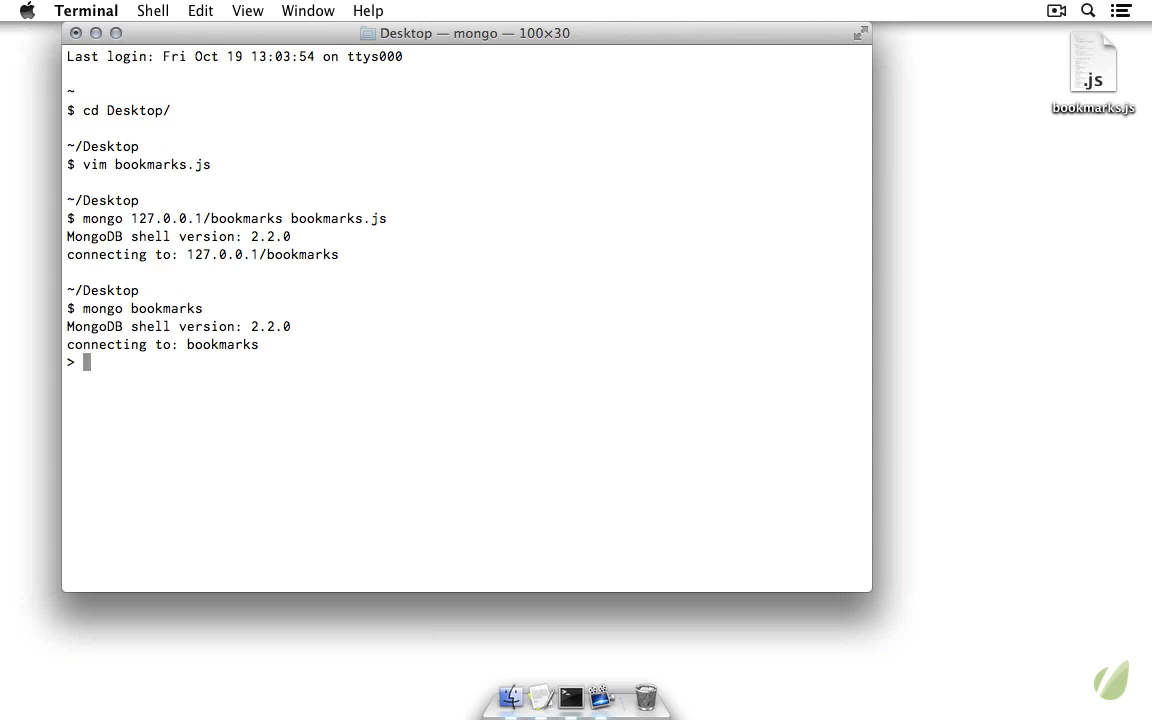 Terminal Shell Edit View Window Help
Desktop — mongo — 100×30
Last login: Fri Oct 19 13:03:54 on ttys000
~
$ cd Desktop/
~/Desktop
$ vim bookmarks.js
~/Desktop
$ mongo 127.0.0.1/bookmarks bookmarks.js
MongoDB shell version: 2.2.0
connecting to: 127.0.0.1/bookmarks
~/Desktop
$ mongo bookmarks
MongoDB shell version: 2.2.0
connecting to: bookmarks
>
.js
bookmarks.js